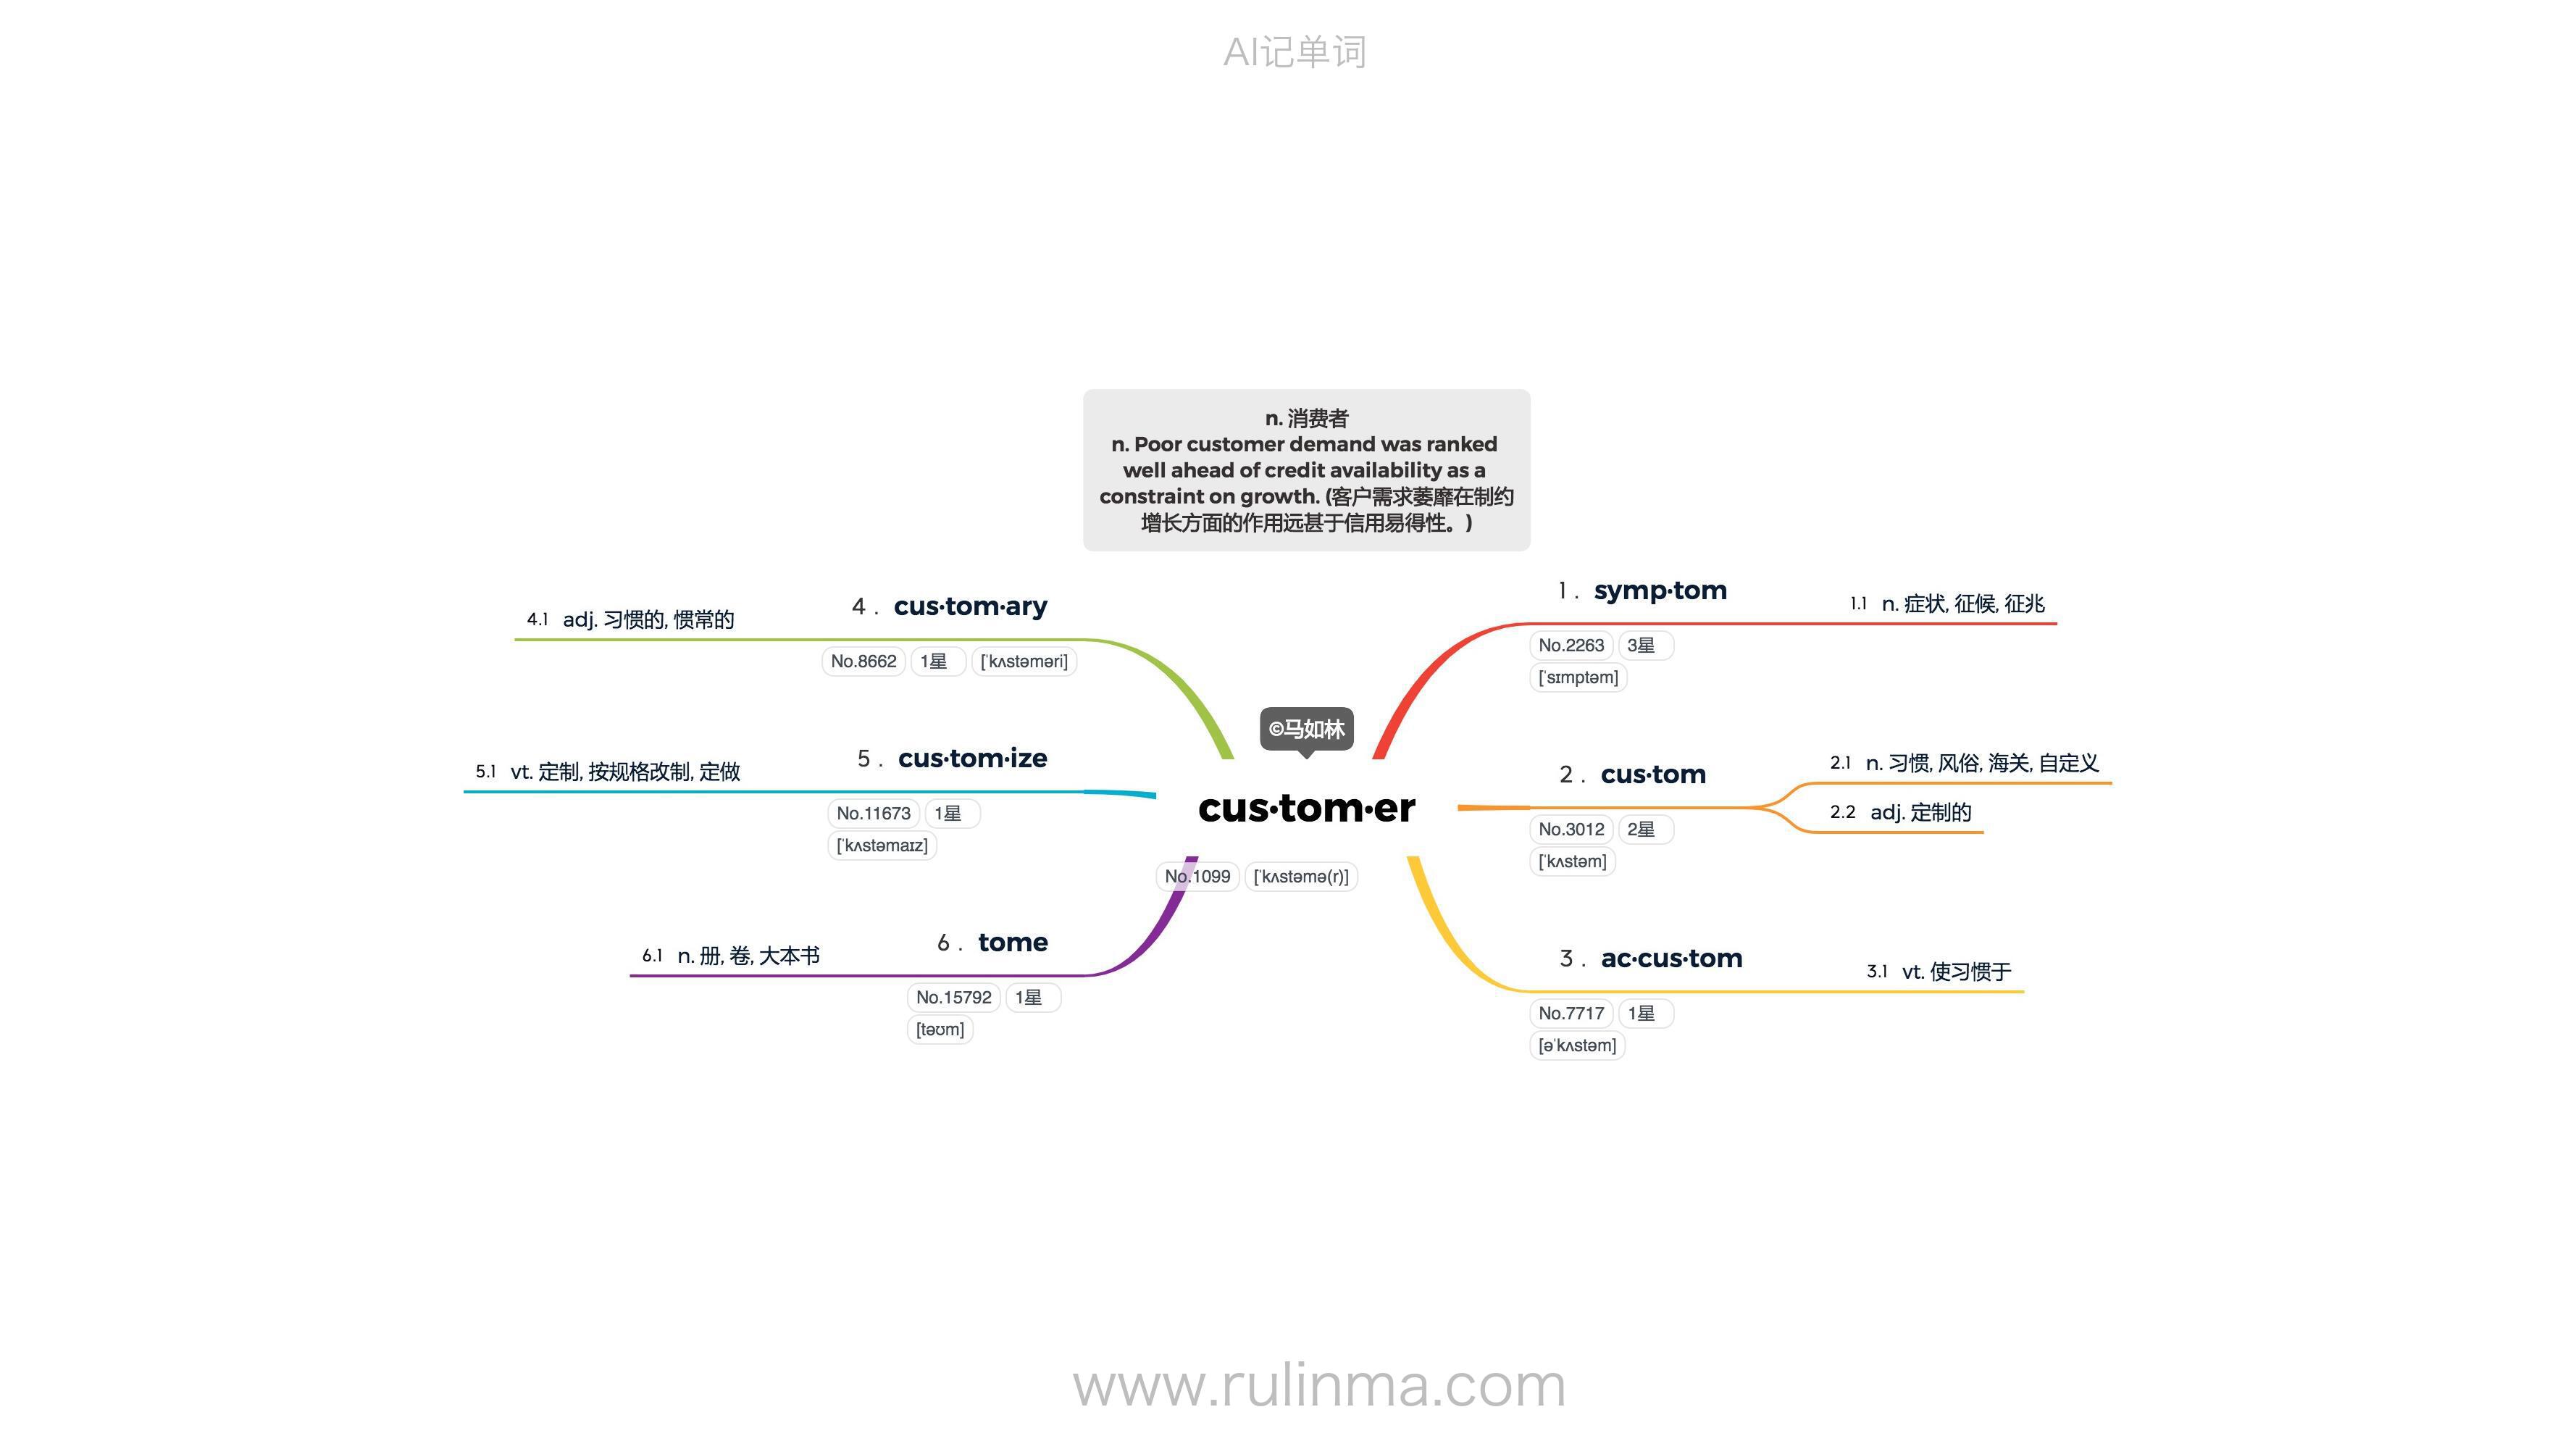 AI记单词
n. 消费者
n. Poor customer demand was ranked
well ahead of credit availability as a
constraint on growth. (客户需求萎靡在制约
增长方面的作用远甚于信用易得性。)
©马如林
cus·tom·er
No.1099 [ˈkʌstəmə(r)]
1. symp·tom
No.2263 3星
[ˈsɪmptəm]
1.1 n. 症状, 征候, 征兆
2. cus·tom
No.3012 2星
[ˈkʌstəm]
2.1 n. 习惯, 风俗, 海关, 自定义
2.2 adj. 定制的
3. ac·cus·tom
No.7717 1星
[əˈkʌstəm]
3.1 vt. 使习惯于
4. cus·tom·ary
No.8662 1星 [ˈkʌstəməri]
4.1 adj. 习惯的, 惯常的
5. cus·tom·ize
No.11673 1星
[ˈkʌstəmaɪz]
5.1 vt. 定制, 按规格改制, 定做
6. tome
No.15792 1星
[təʊm]
6.1 n. 册, 卷, 大本书
www.rulinma.com